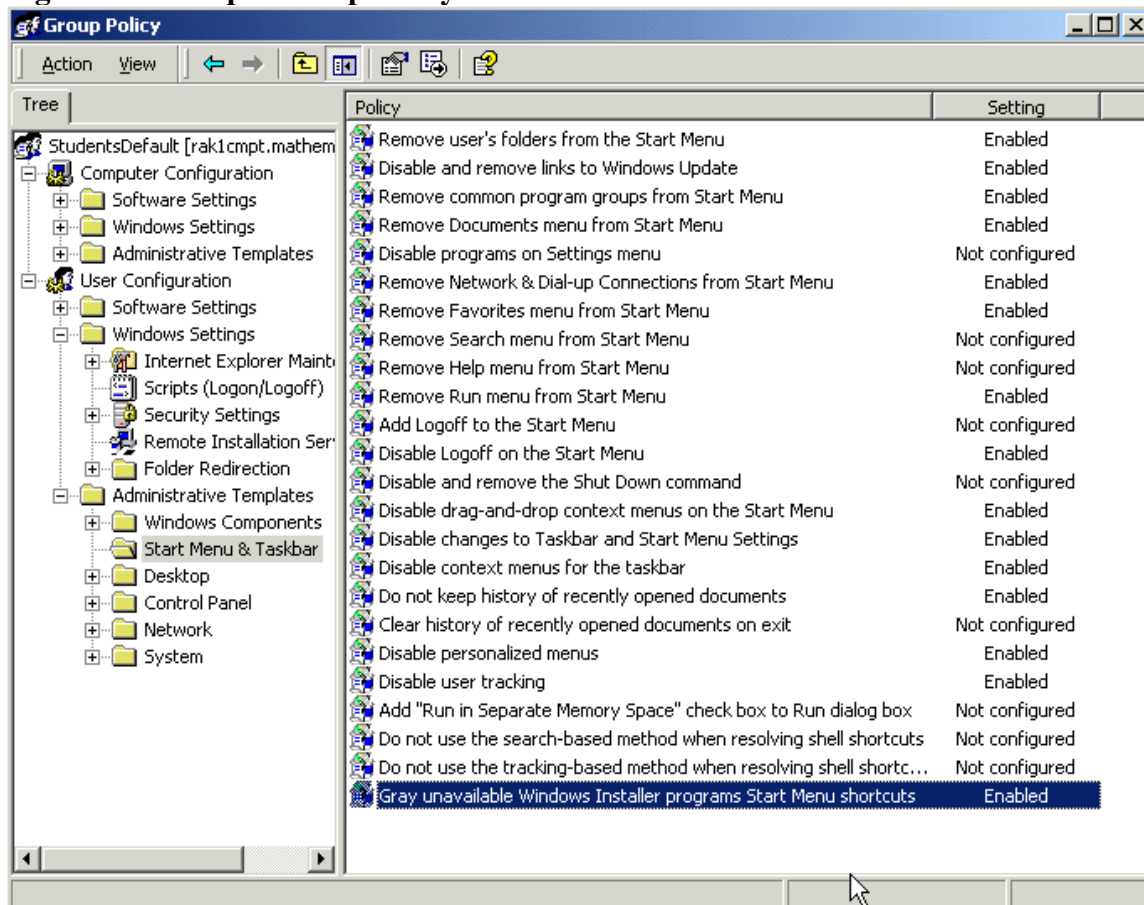 Group Policy
Action View
Tree
StudentsDefault [rak1cmpt.mathem
Computer Configuration
Software Settings
Windows Settings
Administrative Templates
User Configuration
Software Settings
Windows Settings
Internet Explorer Mainte
Scripts (Logon/Logoff)
Security Settings
Remote Installation Ser
Folder Redirection
Administrative Templates
Windows Components
Start Menu & Taskbar
Desktop
Control Panel
Network
System
Policy Setting
Remove user's folders from the Start Menu Enabled
Disable and remove links to Windows Update Enabled
Remove common program groups from Start Menu Enabled
Remove Documents menu from Start Menu Enabled
Disable programs on Settings menu Not configured
Remove Network & Dial-up Connections from Start Menu Enabled
Remove Favorites menu from Start Menu Enabled
Remove Search menu from Start Menu Not configured
Remove Help menu from Start Menu Not configured
Remove Run menu from Start Menu Enabled
Add Logoff to the Start Menu Not configured
Disable Logoff on the Start Menu Enabled
Disable and remove the Shut Down command Not configured
Disable drag-and-drop context menus on the Start Menu Enabled
Disable changes to Taskbar and Start Menu Settings Enabled
Disable context menus for the taskbar Enabled
Do not keep history of recently opened documents Enabled
Clear history of recently opened documents on exit Not configured
Disable personalized menus Enabled
Disable user tracking Enabled
Add "Run in Separate Memory Space" check box to Run dialog box Not configured
Do not use the search-based method when resolving shell shortcuts Not configured
Do not use the tracking-based method when resolving shell shortc... Not configured
Gray unavailable Windows Installer programs Start Menu shortcuts Enabled